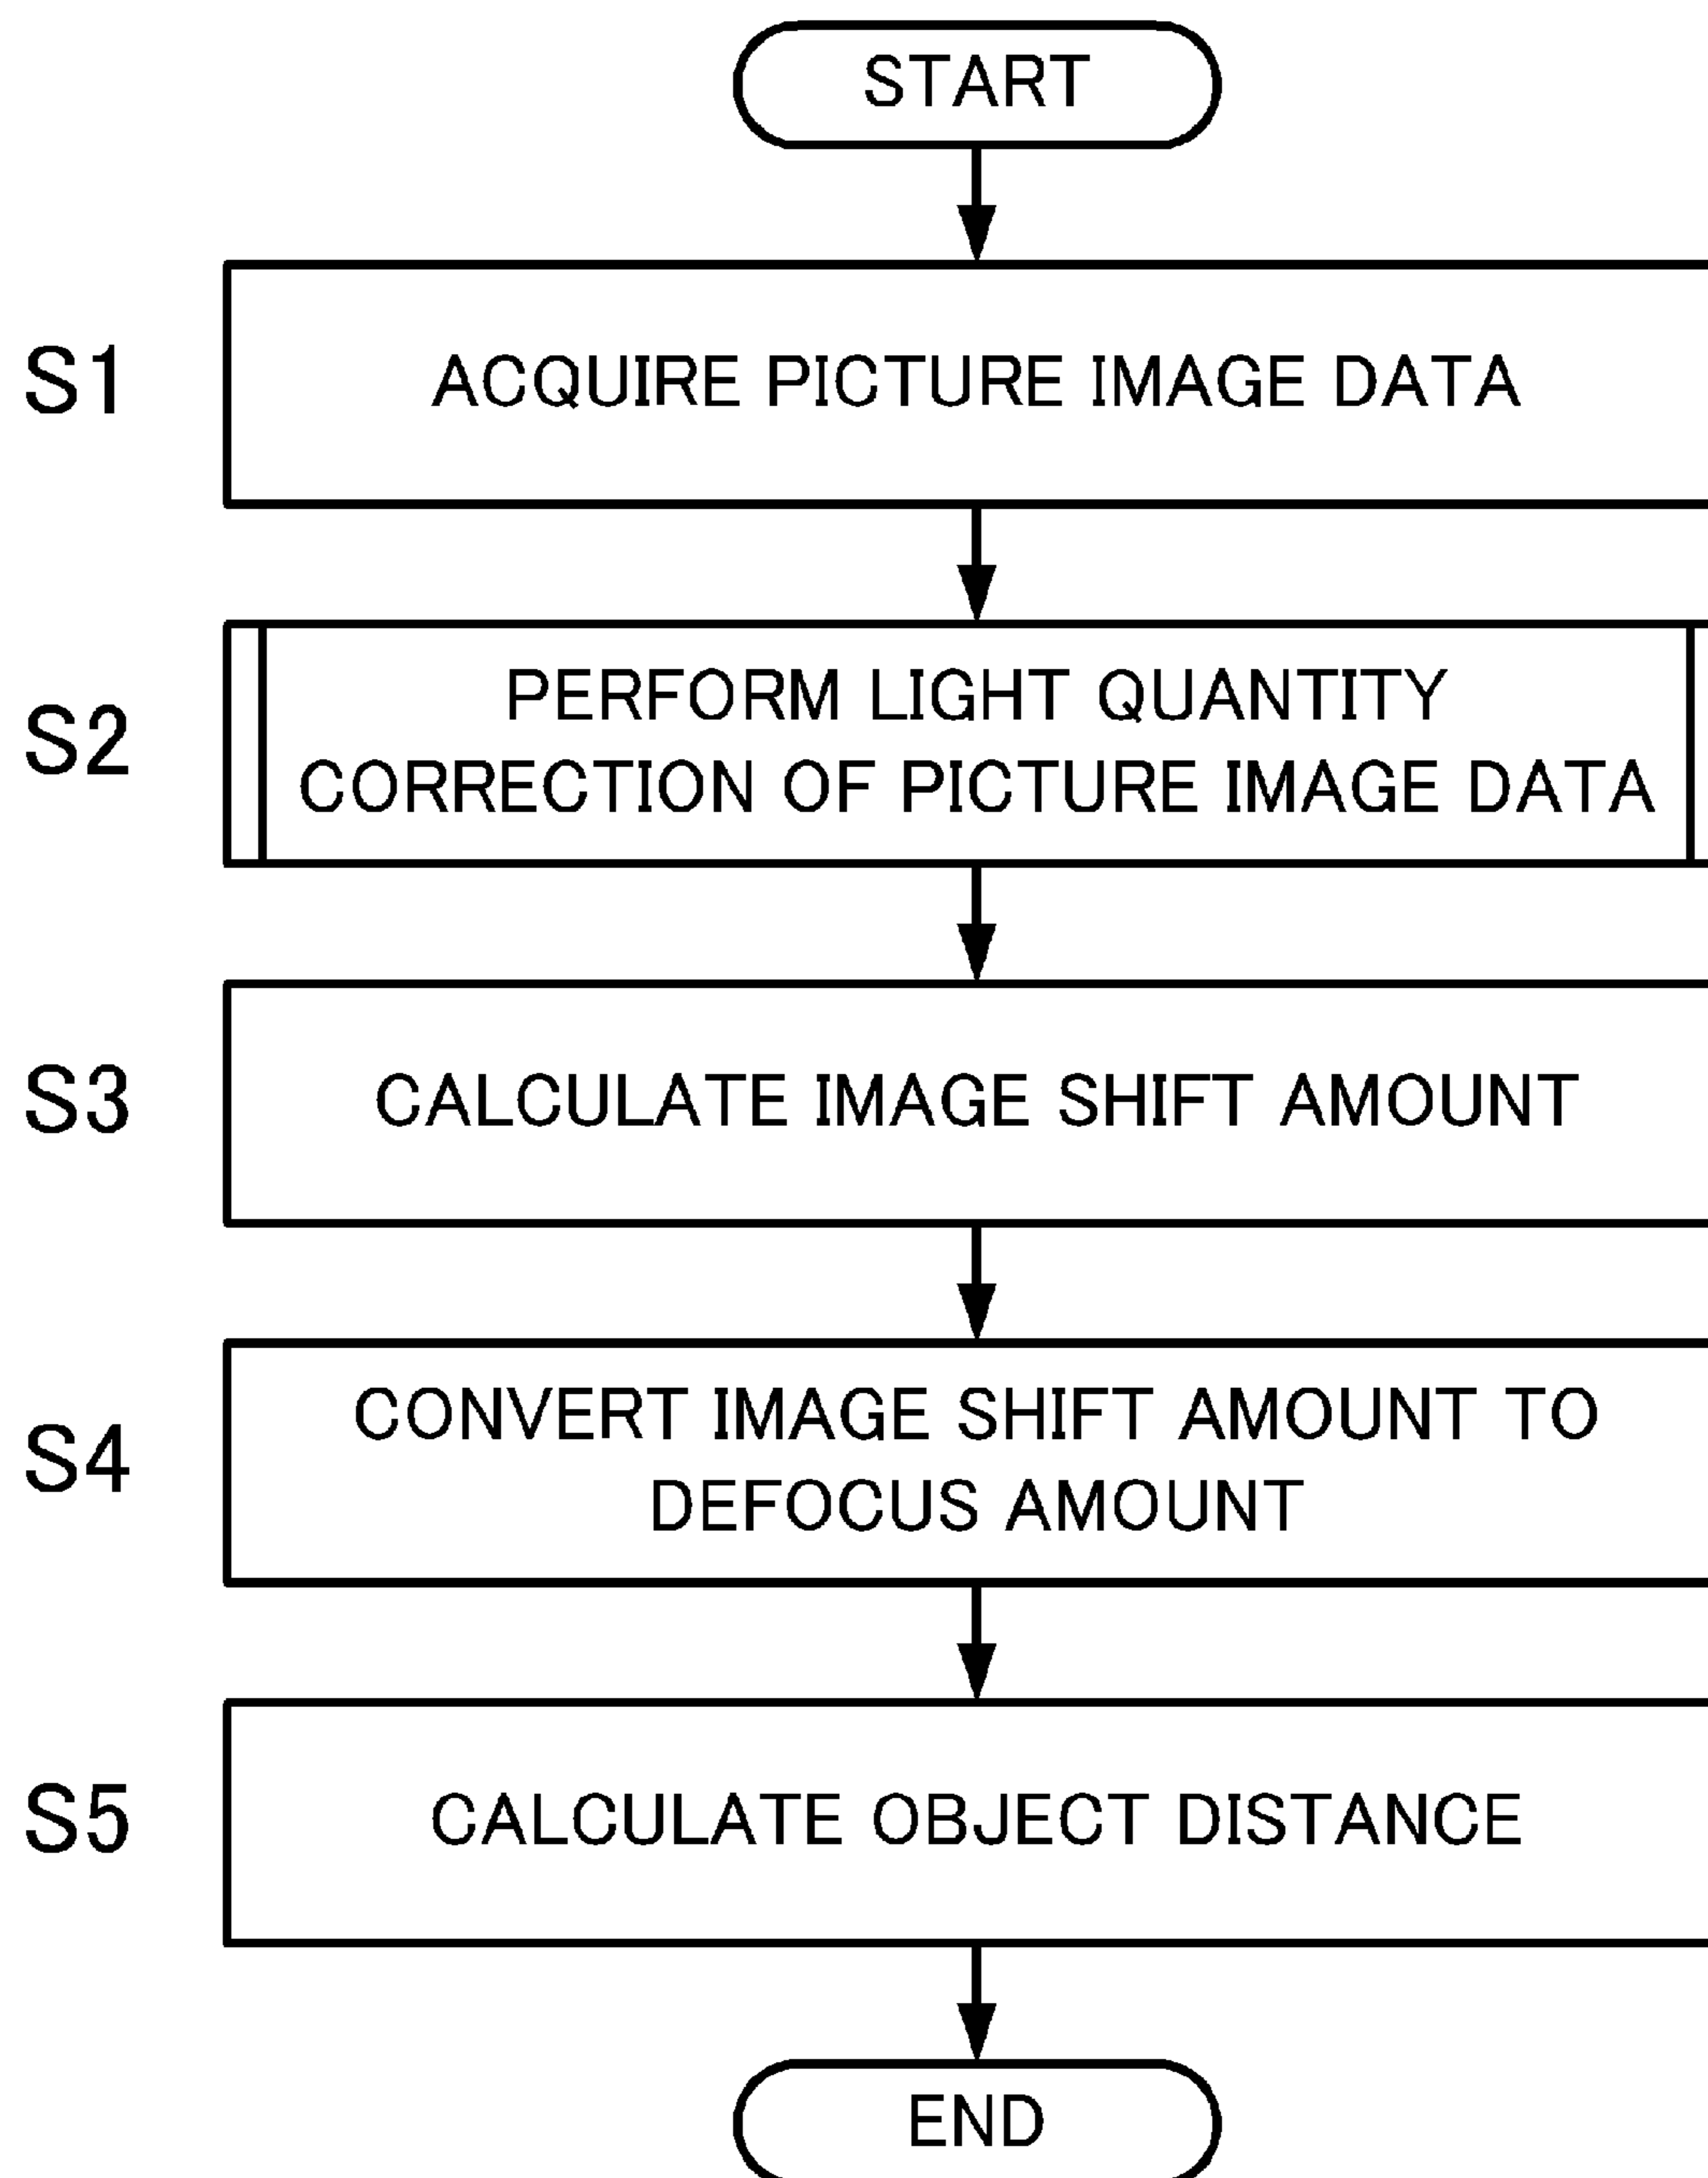 START
S1
ACQUIRE PICTURE IMAGE DATA
S2
PERFORM LIGHT QUANTITY
CORRECTION OF PICTURE IMAGE DATA
S3
CALCULATE IMAGE SHIFT AMOUNT
S4
CONVERT IMAGE SHIFT AMOUNT TO
DEFOCUS AMOUNT
S5
CALCULATE OBJECT DISTANCE
END